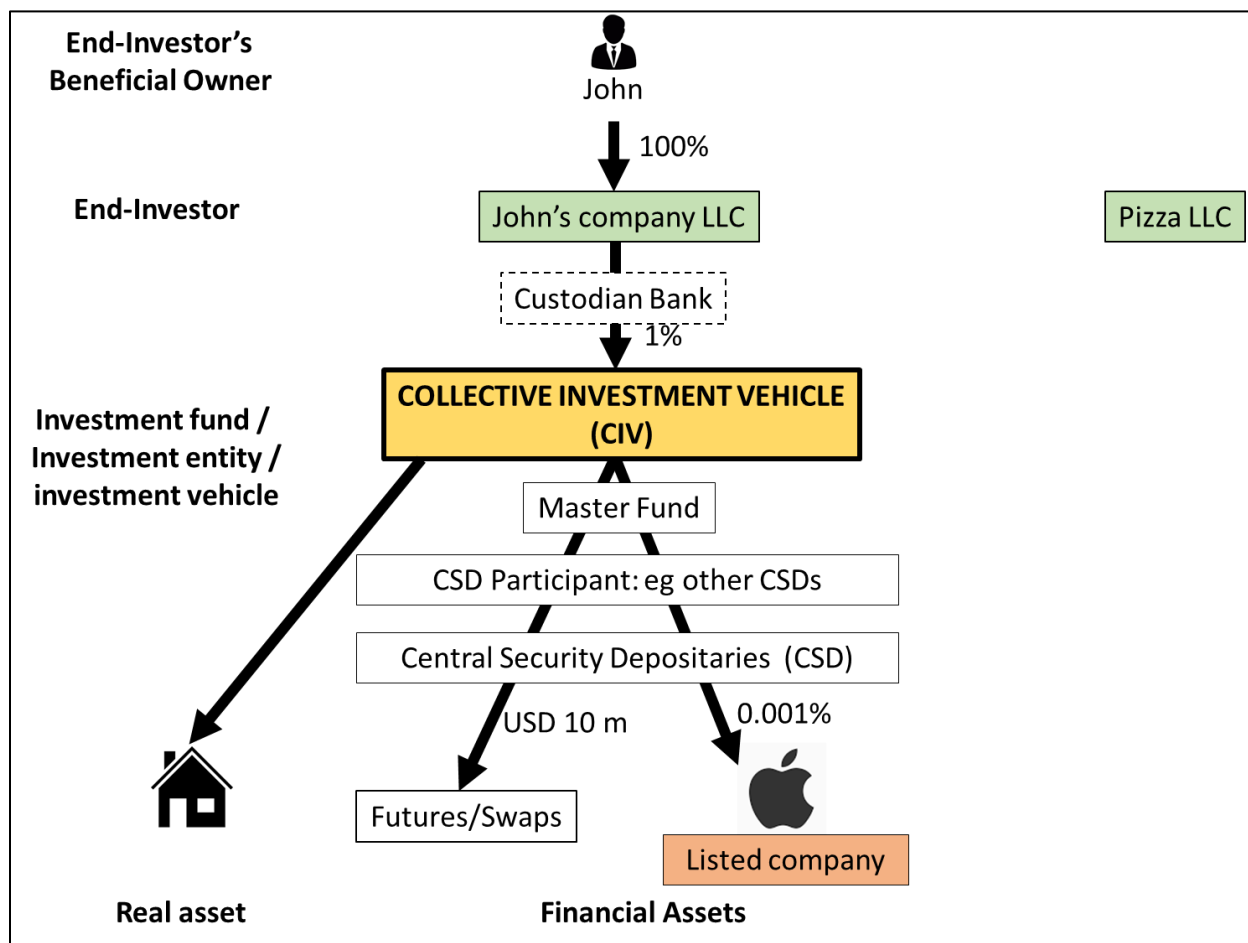 End-Investor's
Beneficial Owner
John
100%
End-Investor
John's company LLC
Pizza LLC
Custodian Bank
1%
COLLECTIVE INVESTMENT VEHICLE
(CIV)
Investment fund /
Investment entity /
investment vehicle
Master Fund
CSD Participant: eg other CSDs
Central Security Depositaries (CSD)
USD 10 m
0.001%
Futures/Swaps
Listed company
Real asset
Financial Assets